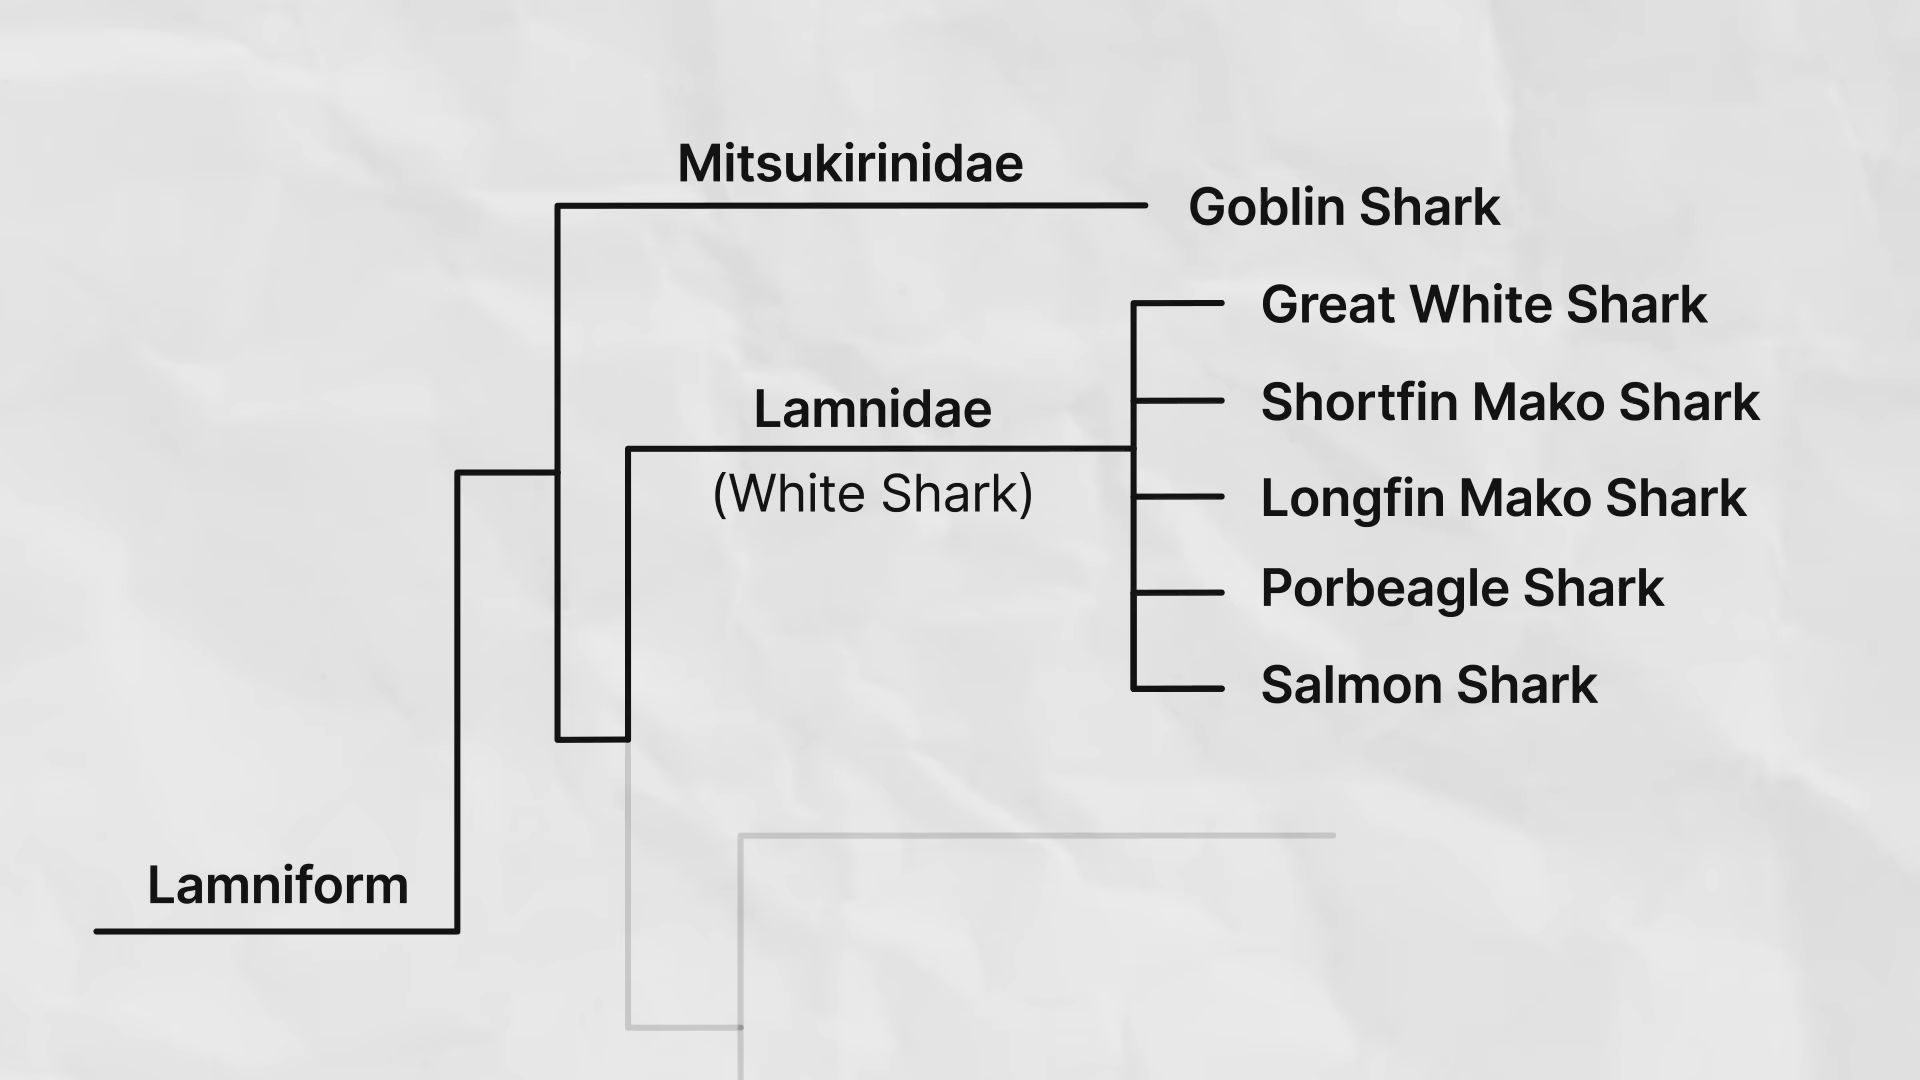 Mitsukirinidae
Goblin Shark
Great White Shark
Lamnidae
Shortfin Mako Shark
(White Shark)
Longfin Mako Shark
Porbeagle Shark
Salmon Shark
Lamniform